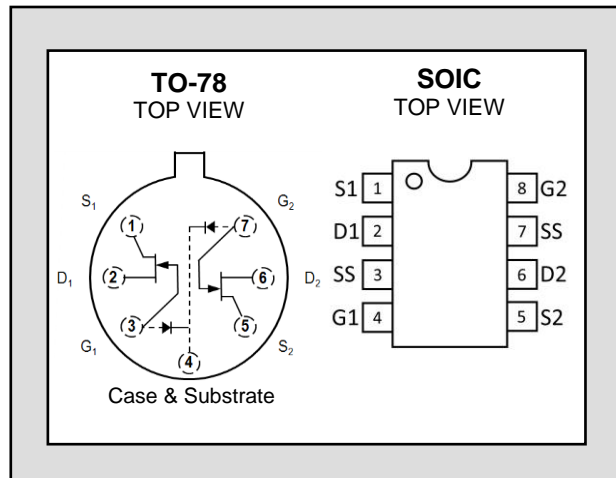 TO-78
TOP VIEW
S1
G2
1
7
D1
2
6
D2
3
5
G1
4
S2
Case & Substrate
SOIC
TOP VIEW
S1 1
8 G2
D1 2
7 SS
SS 3
6 D2
G1 4
5 S2